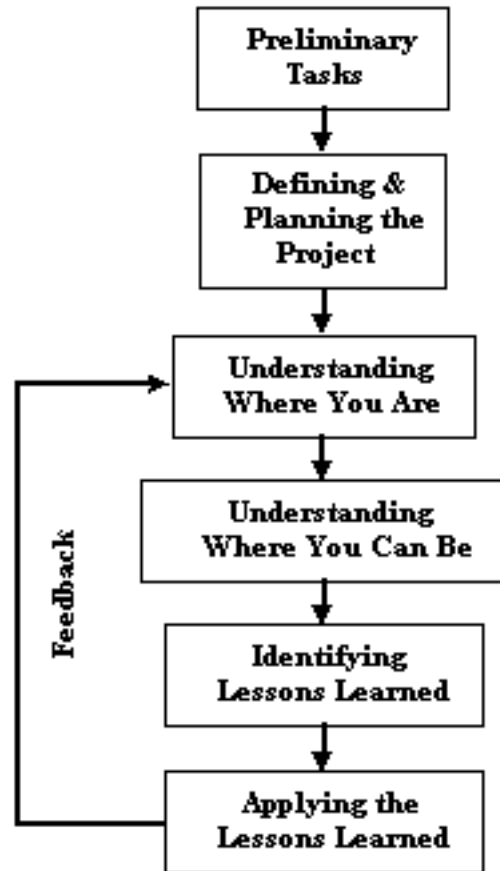 Preliminary
Tasks
Defining &
Planning the
Project
Understanding
Where You Are
Understanding
Where You Can Be
Feedback
Identifying
Lessons Learned
Applying the
Lessons Learned